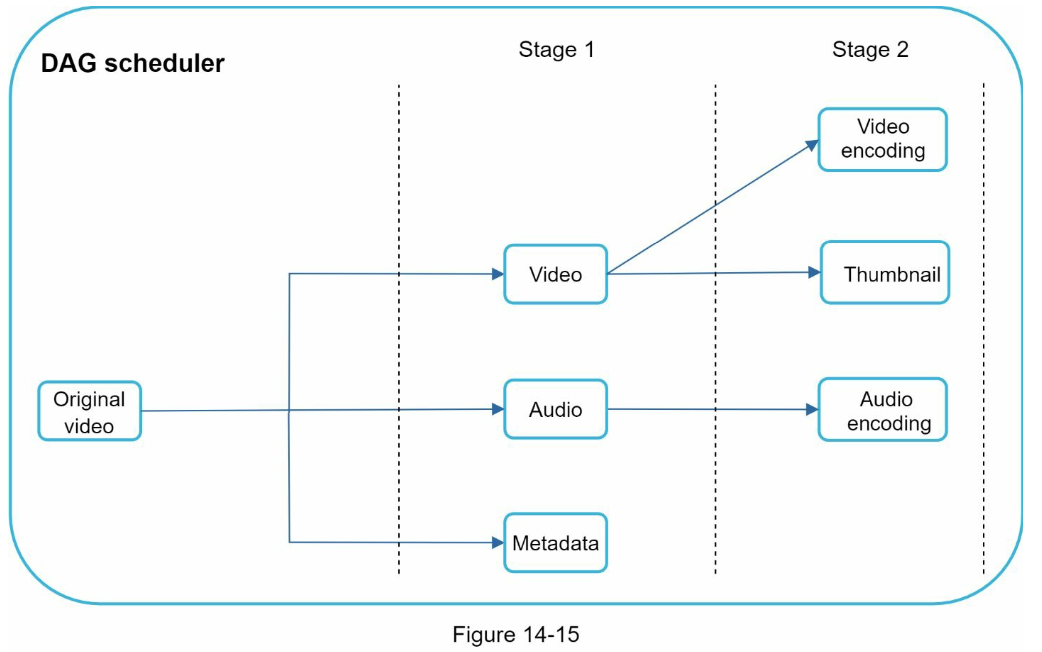 DAG scheduler
Stage 1
Stage 2
Video
encoding
Video
Thumbnail
Original
video
Audio
Audio
encoding
Metadata
Figure 14-15